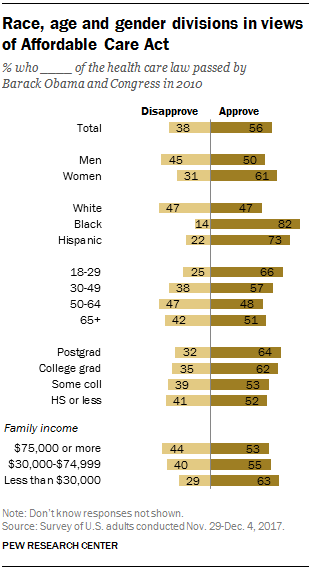 Race, age and gender divisions in views
of Affordable Care Act
% who ____ of the health care law passed by
Barack Obama and Congress in 2010
Disapprove Approve
Total 38 56
Men 45 50
Women 31 61
White 47 47
Black 14 82
Hispanic 22 73
18-29 25 66
30-49 38 57
50-64 47 48
65+ 42 51
Postgrad 32 64
College grad 35 62
Some coll 39 53
HS or less 41 52
Family income
$75,000 or more 44 53
$30,000-$74,999 40 55
Less than $30,000 29 63
Note: Don't know responses not shown.
Source: Survey of U.S. adults conducted Nov. 29-Dec. 4, 2017.
PEW RESEARCH CENTER